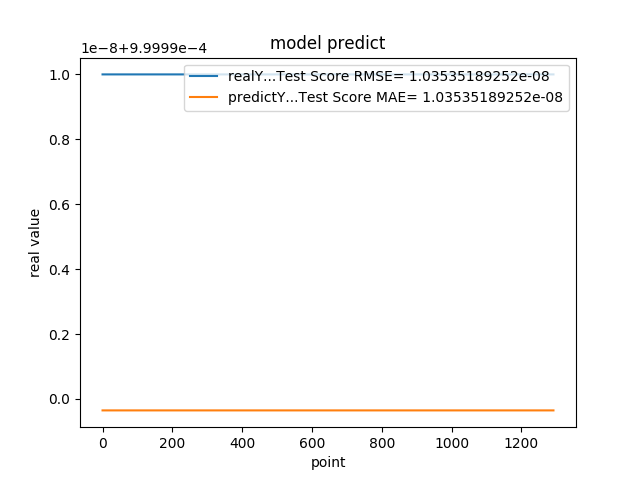 model predict
1e−8+9.9999e−4
realY...Test Score RMSE= 1.03535189252e-08
predictY...Test Score MAE= 1.03535189252e-08
real value
1.0
0.8
0.6
0.4
0.2
0.0
0 200 400 600 800 1000 1200
point